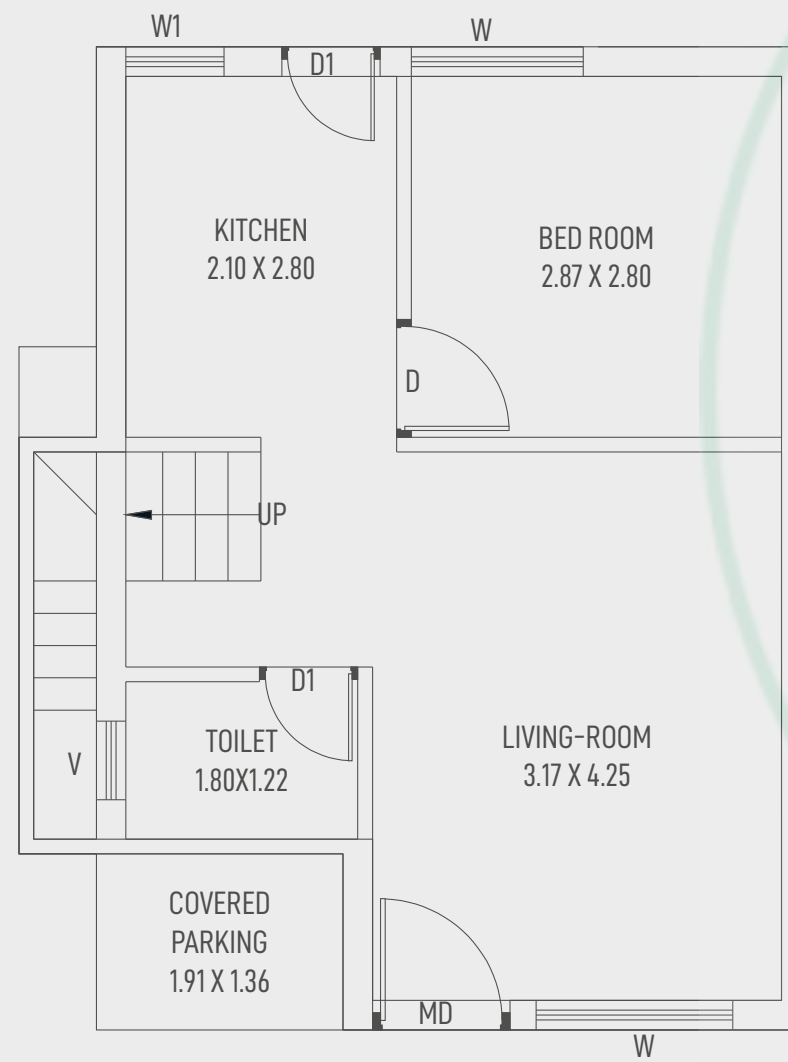 W1
W
D1
KITCHEN
2.10 X 2.80
BED ROOM
2.87 X 2.80
D
UP
D1
TOILET
1.80X1.22
V
LIVING-ROOM
3.17 X 4.25
COVERED
PARKING
1.91 X 1.36
MD
W